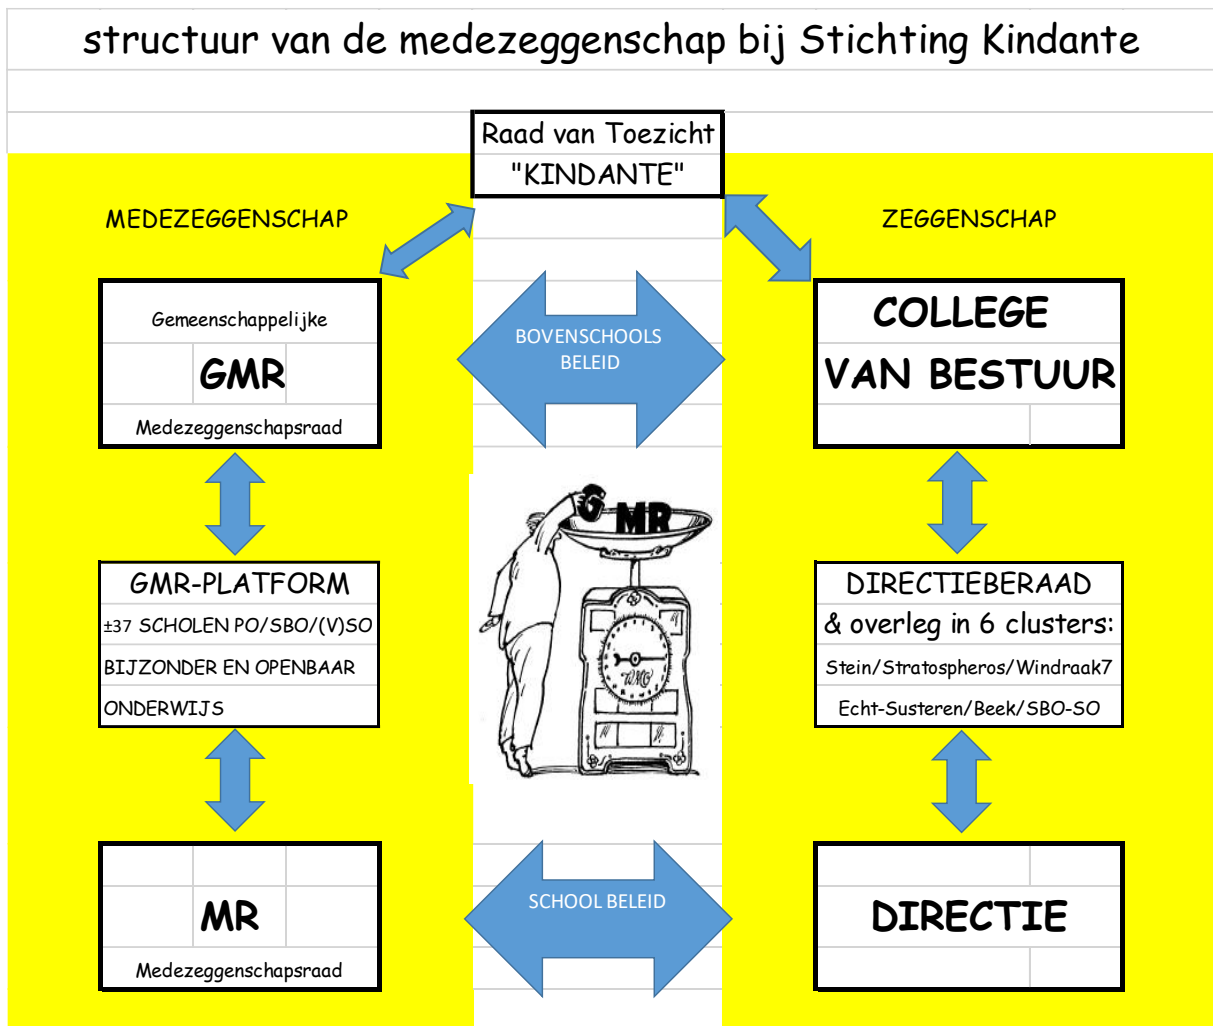 structuur van de medezeggenschap bij Stichting Kindante
Raad van Toezicht
"KINDANTE"
MEDEZEGGENSCHAP
ZEGGENSCHAP
Gemeenschappelijke
GMR
Medezeggenschapsraad
BOVENSCHOOLS
BELEID
COLLEGE
VAN BESTUUR
G MR
WMO
GMR-PLATFORM
±37 SCHOLEN PO/SBO/(V)SO
BIJZONDER EN OPENBAAR
ONDERWIJS
DIRECTIEBERAAD
& overleg in 6 clusters:
Stein/Stratospheros/Windraak7
Echt-Susteren/Beek/SBO-SO
MR
Medezeggenschapsraad
SCHOOL BELEID
DIRECTIE